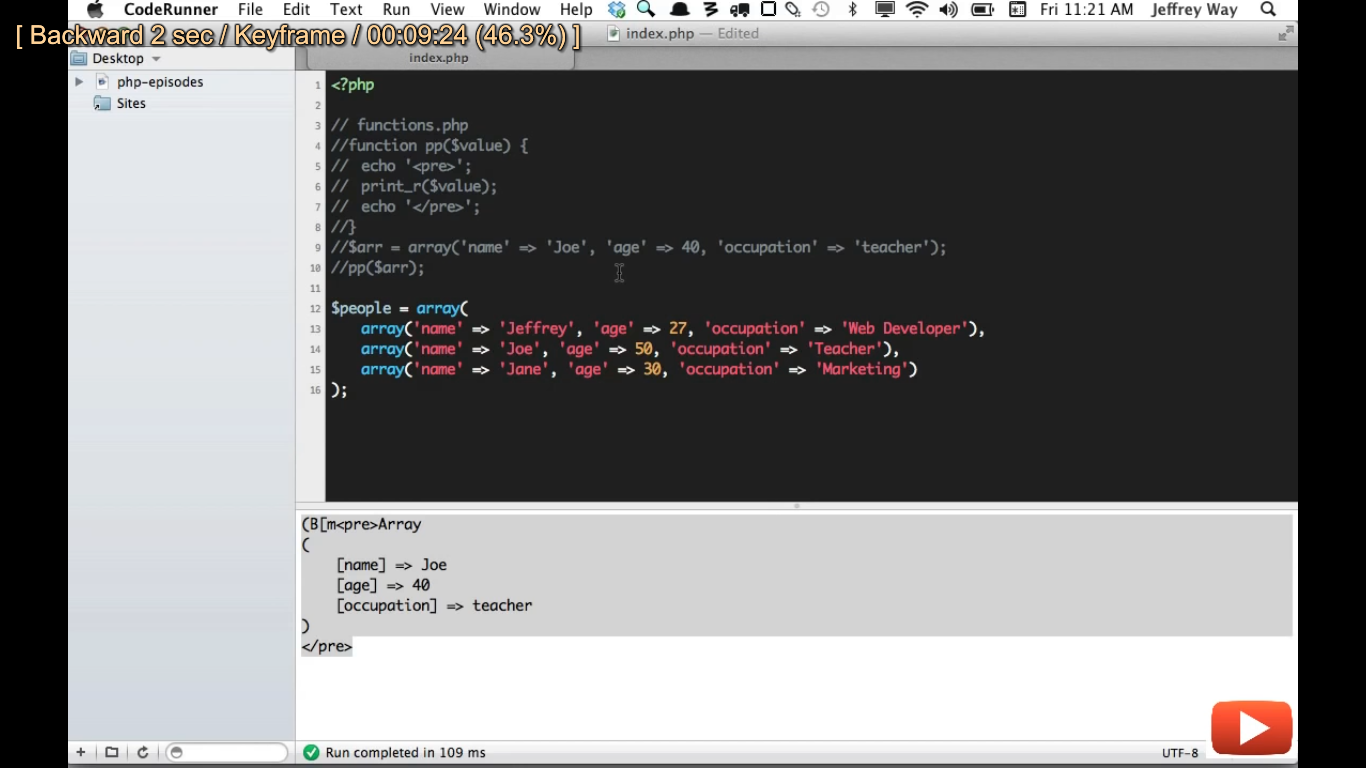 CodeRunner File Edit Text Run View Window Help Fri 11:21 AM Jeffrey Way
[ Backward 2 sec / Keyframe / 00:09:24 (46.3%) ]
index.php — Edited
Desktop
index.php
php-episodes
Sites
1 <?php
2
3 // functions.php
4 //function pp($value) {
5 //  echo '<pre>';
6 //  print_r($value);
7 //  echo '</pre>';
8 //}
9 //$arr = array('name' => 'Joe', 'age' => 40, 'occupation' => 'teacher');
10 //pp($arr);
11
12 $people = array(
13    array('name' => 'Jeffrey', 'age' => 27, 'occupation' => 'Web Developer'),
14    array('name' => 'Joe', 'age' => 50, 'occupation' => 'Teacher'),
15    array('name' => 'Jane', 'age' => 30, 'occupation' => 'Marketing')
16 );
(B[m<pre>Array
(
    [name] => Joe
    [age] => 40
    [occupation] => teacher
)
</pre>
Run completed in 109 ms
UTF-8